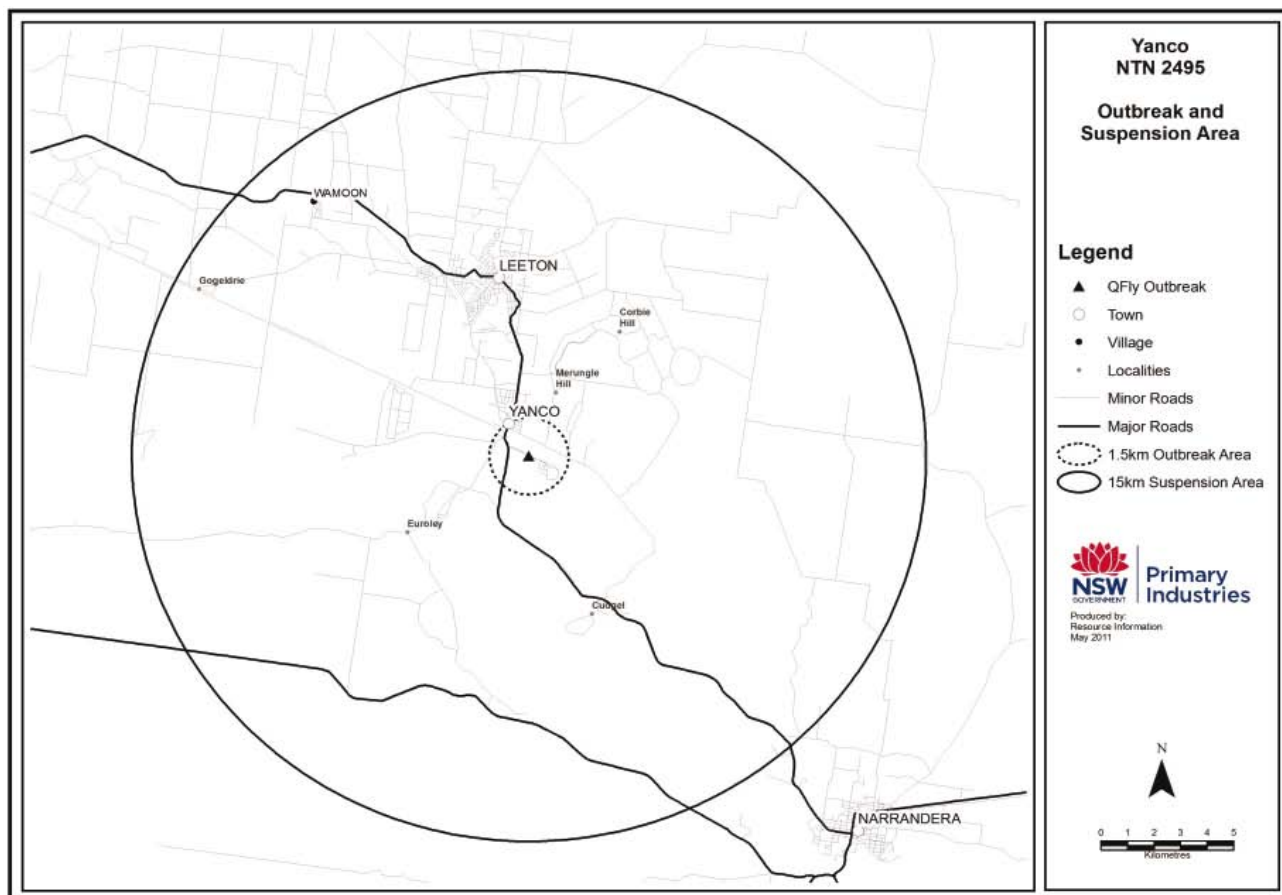 Yanco
NTN 2495
Outbreak and
Suspension Area
WAMOON
LEETON
Gogeldrie
Corbie
Hill
Merungle
Hill
YANCO
Euroley
Cudgel
NARRANDERA
Legend
QFly Outbreak
Town
Village
Localities
Minor Roads
Major Roads
1.5km Outbreak Area
15km Suspension Area
NSW
GOVERNMENT
Primary
Industries
Produced by:
Resource Information
May 2011
N
0 1 2 3 4 5
Kilometres